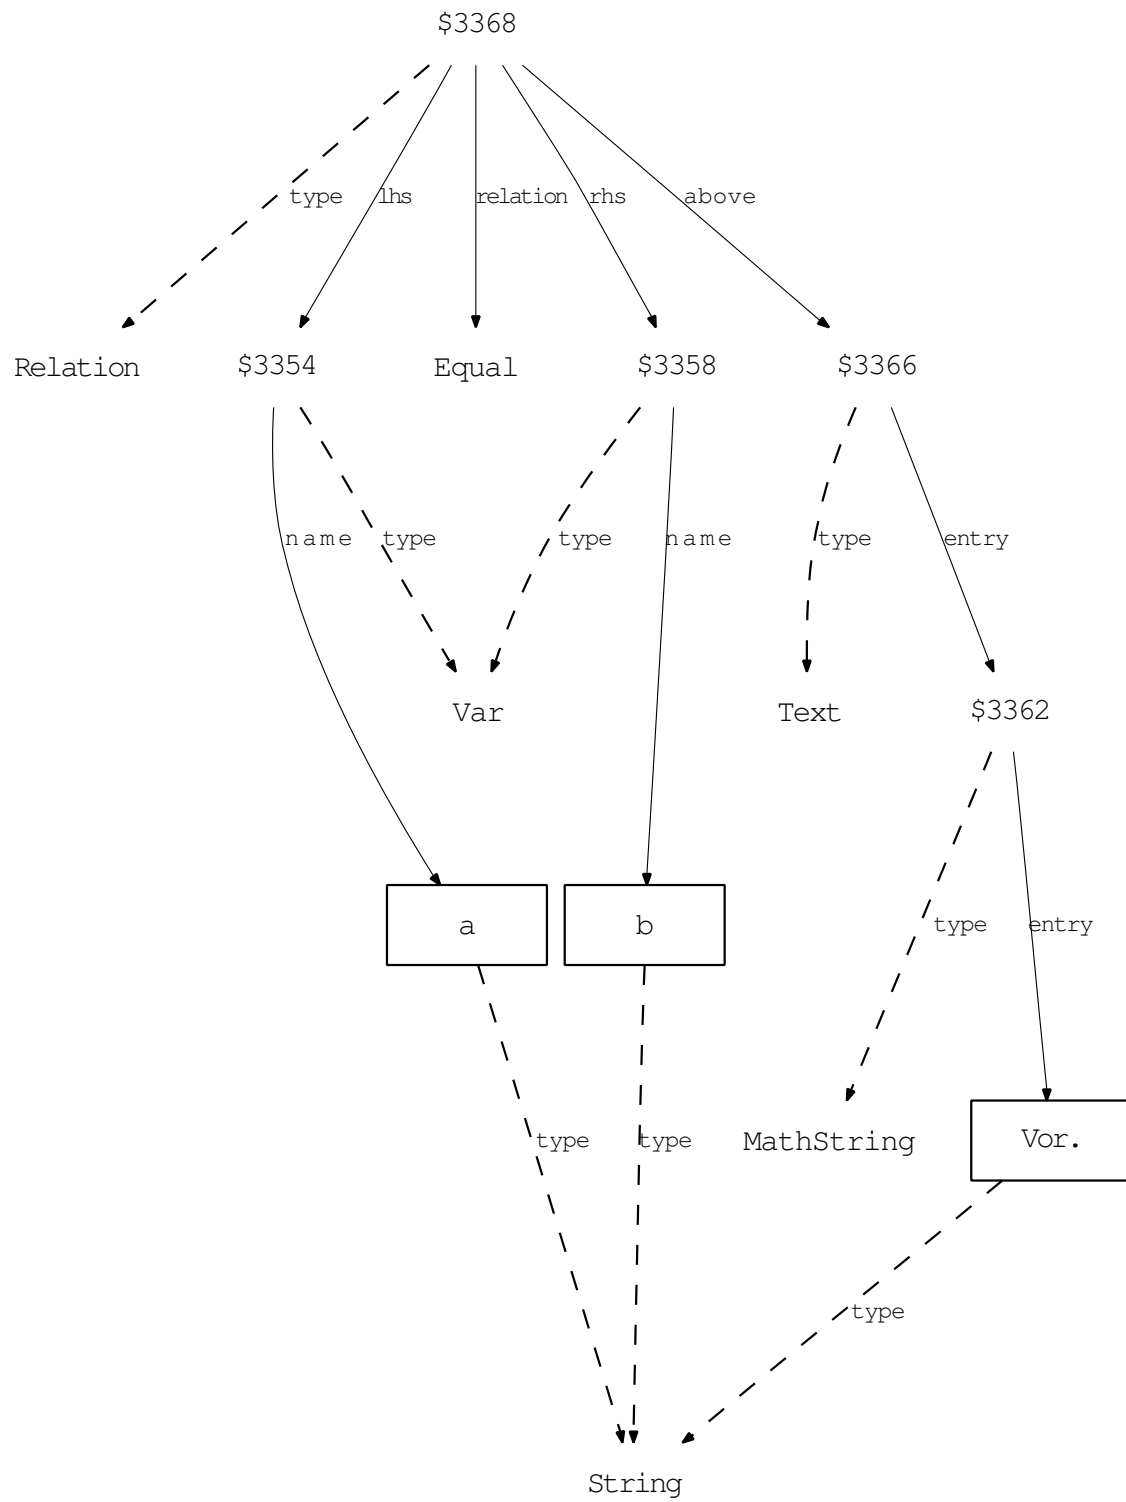 $3368
type lhs relation rhs above
Relation $3354 Equal $3358 $3366
name type type name type entry
Var Text $3362
a b type entry
type type MathString Vor.
type
String